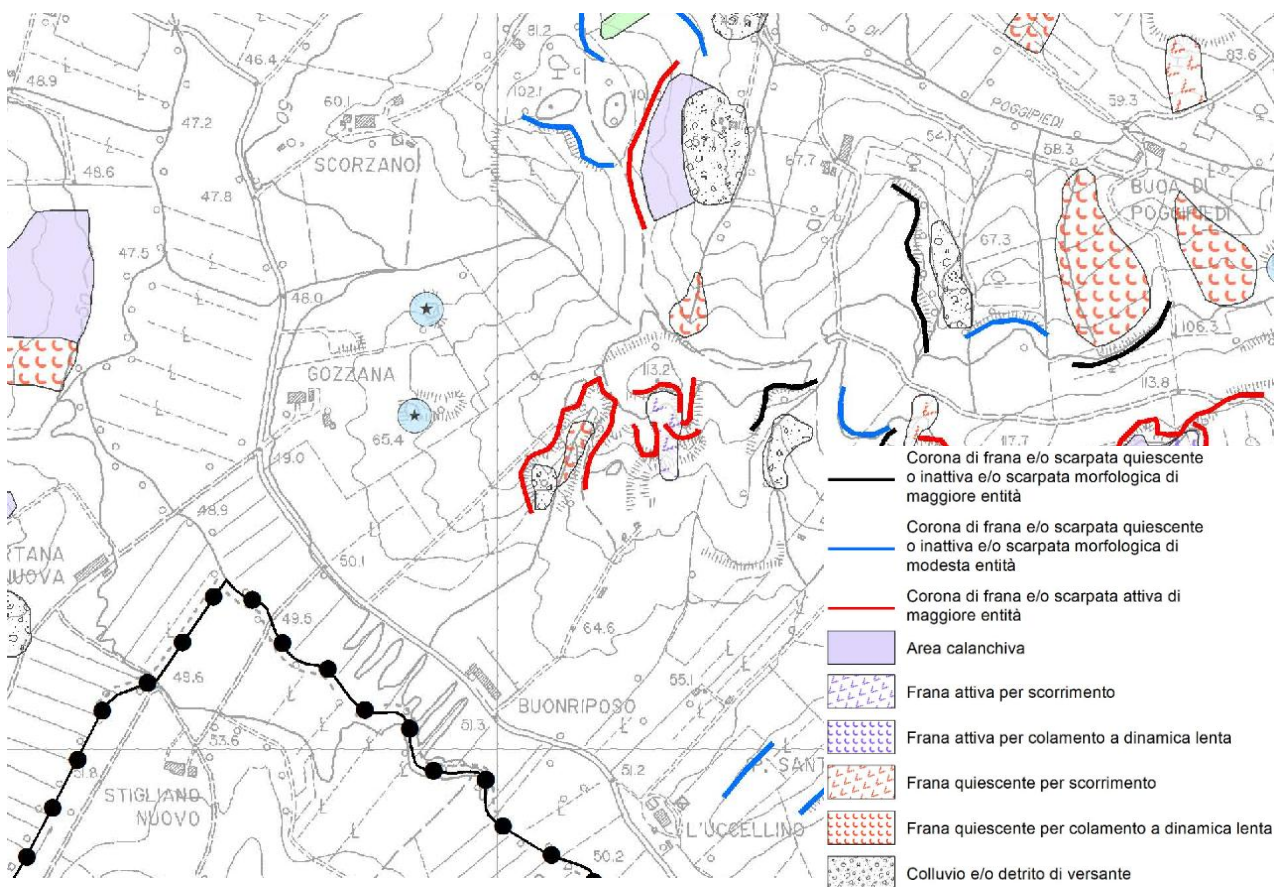 81.2
48.9
46.4
102.1
83.6
60.1
59.3
47.2
POGGIPIEDI
54.1
58.3
48.6
47.8
SCORZANO
67.7
BUCA DI
POGGIPIEDI
47.5
67.3
48.0
106.3
GOZZANA
113.2
113.8
65.4
117.7
49.0
48.9
50.1
NUOVA
49.5
64.6
49.6
55.1
BUONRIPOSO
51.3
53.6
51.8
51.2
SANT
STIGLIANO
NUOVO
L'UCCELLINO
50.2
Corona di frana e/o scarpata quiescente
o inattiva e/o scarpata morfologica di
maggiore entità
Corona di frana e/o scarpata quiescente
o inattiva e/o scarpata morfologica di
modesta entità
Corona di frana e/o scarpata attiva di
maggiore entità
Area calanchiva
Frana attiva per scorrimento
Frana attiva per colamento a dinamica lenta
Frana quiescente per scorrimento
Frana quiescente per colamento a dinamica lenta
Colluvio e/o detrito di versante